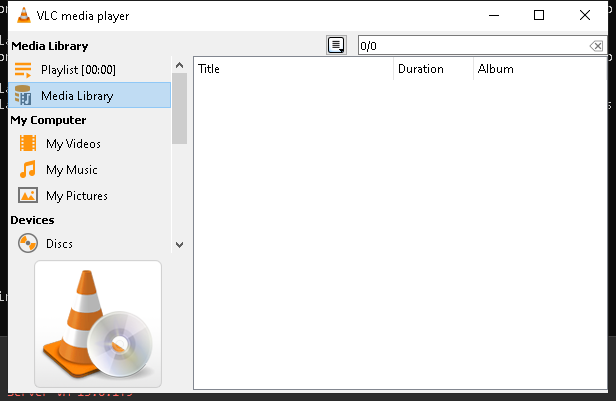 VLC media player
Media Library
0/0
Playlist [00:00]
Media Library
My Computer
My Videos
My Music
My Pictures
Devices
Discs
Title Duration Album